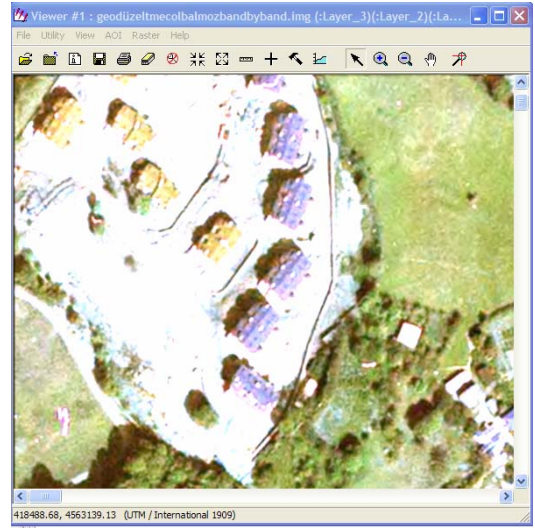 Viewer #1 : geodüzeltmecolbalmozbandbyband.img (:Layer_3)(:Layer_2)(:La...
File Utility View AOI Raster Help
418488.68, 4563139.13 (UTM / International 1909)